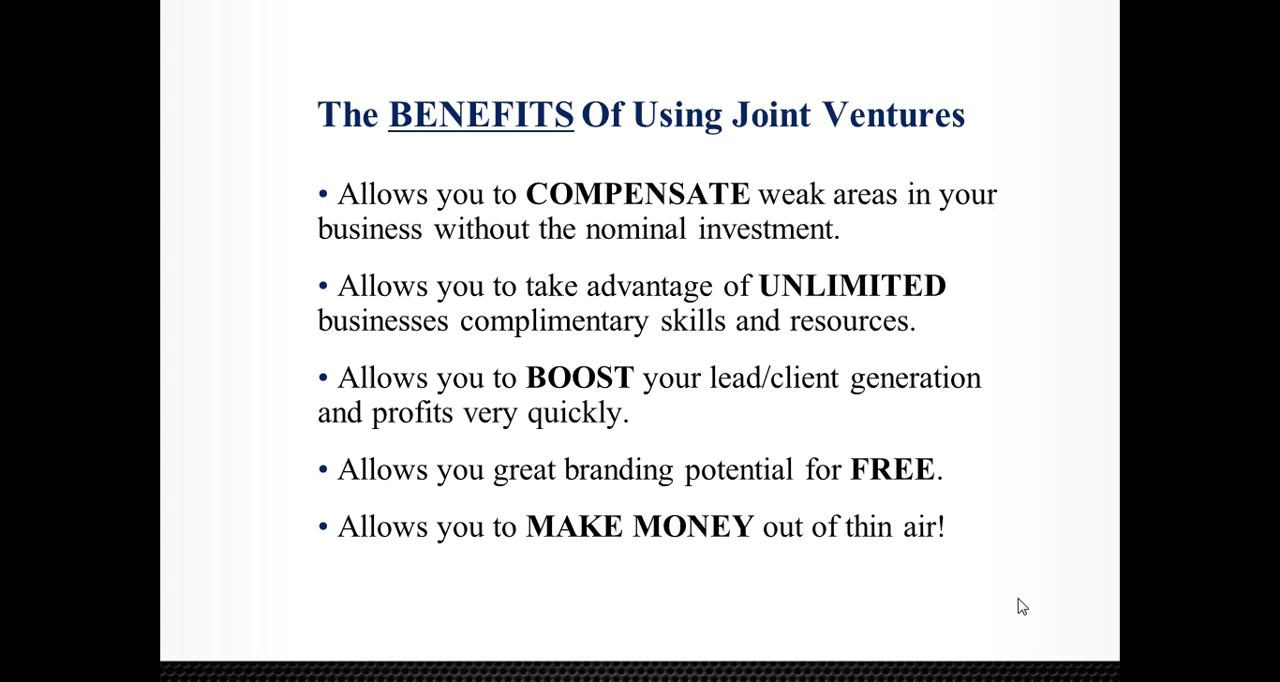 The BENEFITS Of Using Joint Ventures
• Allows you to COMPENSATE weak areas in your
business without the nominal investment.
• Allows you to take advantage of UNLIMITED
businesses complimentary skills and resources.
• Allows you to BOOST your lead/client generation
and profits very quickly.
• Allows you great branding potential for FREE.
• Allows you to MAKE MONEY out of thin air!